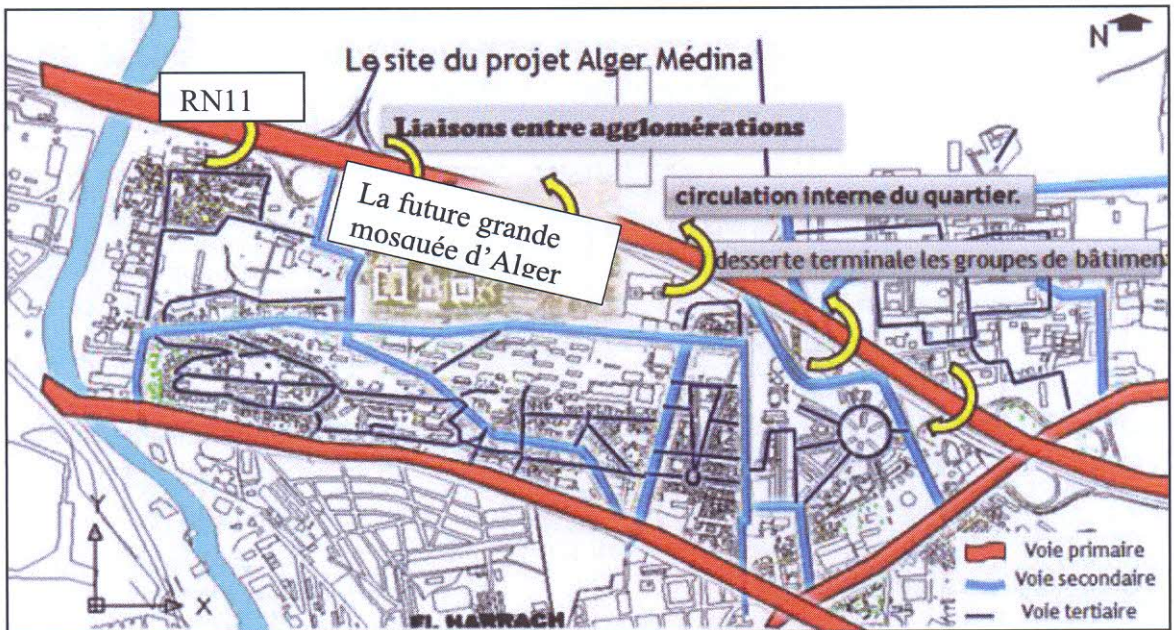 N
Le site du projet Alger Médina
RN11
Liaisons entre agglomérations
La future grande
mosquée d'Alger
circulation interne du quartier.
desserte terminale les groupes de bâtimen
Y
X
EL HARRACH
Voie primaire
Voie secondaire
Voie tertiaire